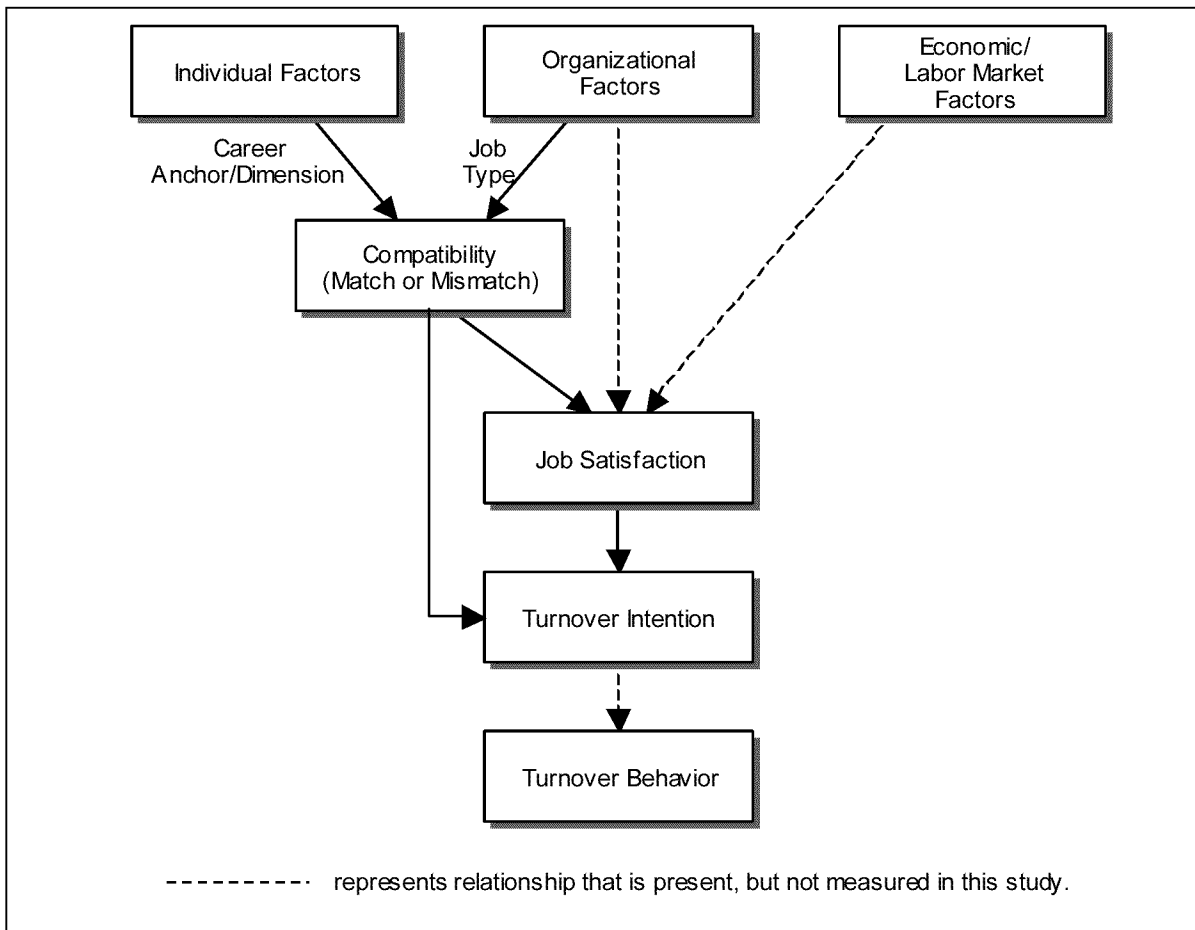 Individual Factors
Organizational
Factors
Economic/
Labor Market
Factors
Career
Anchor/Dimension
Job
Type
Compatibility
(Match or Mismatch)
Job Satisfaction
Turnover Intention
Turnover Behavior
represents relationship that is present, but not measured in this study.